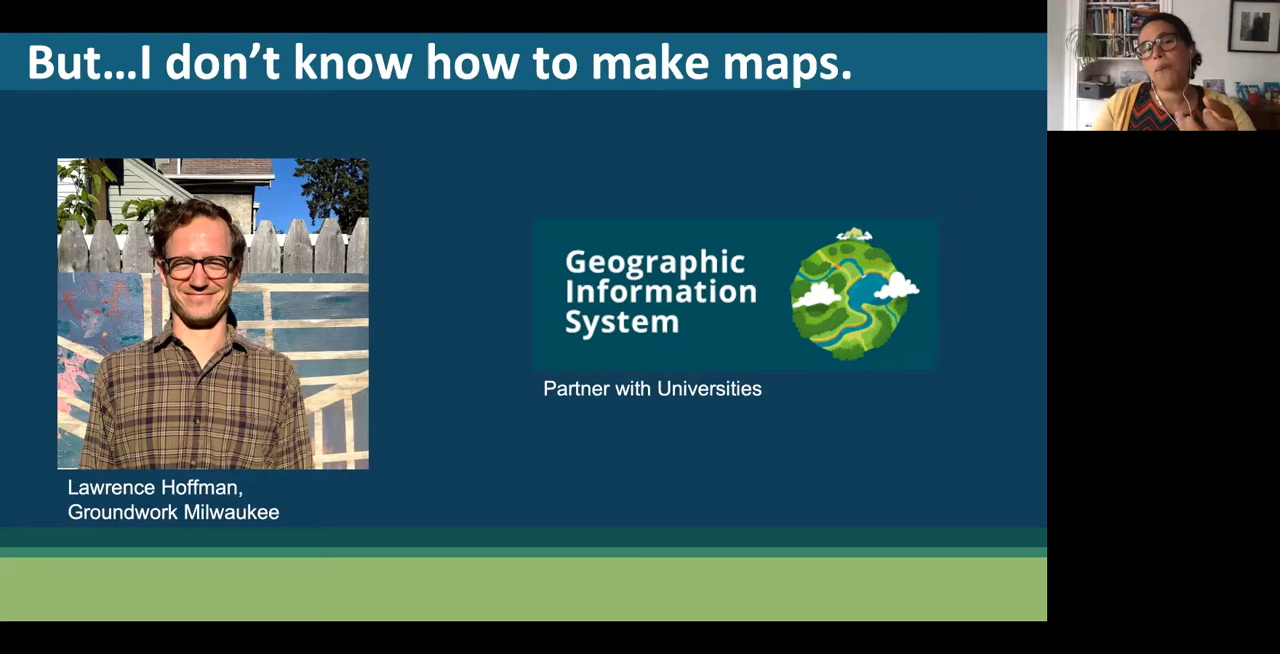 But...I don't know how to make maps.
Geographic
Information
System
Partner with Universities
Lawrence Hoffman,
Groundwork Milwaukee